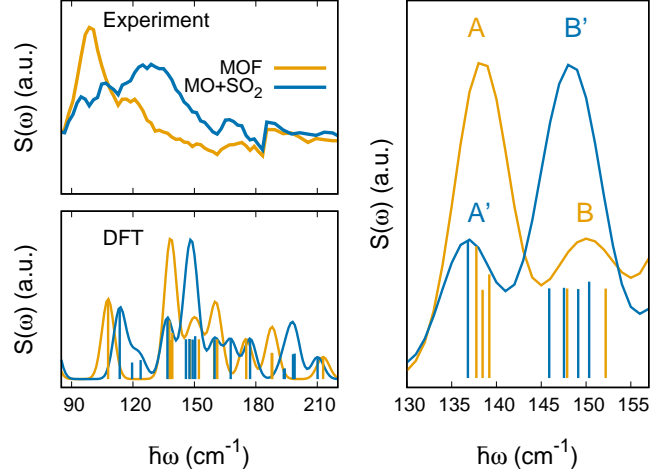 Experiment
MOF
MO+SO₂
S(ω) (a.u.)
DFT
S(ω) (a.u.)
90 120 150 180 210
ħω (cm⁻¹)
A B'
A' B
S(ω) (a.u.)
130 135 140 145 150 155
ħω (cm⁻¹)